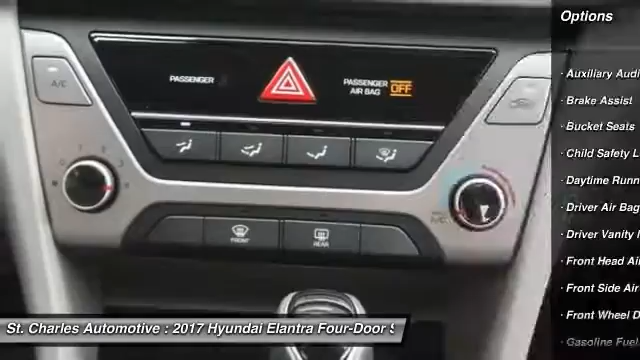 Options
A/C
PASSENGER
PASSENGER
AIR BAG OFF
Auxiliary Audi
Brake Assist
Bucket Seats
Child Safety L
Daytime Runn
Driver Air Bag
Driver Vanity
Front Head Air
Front Side Air
Front Wheel D
Gasoline Fuel
FRONT
REAR
St. Charles Automotive : 2017 Hyundai Elantra Four-Door S